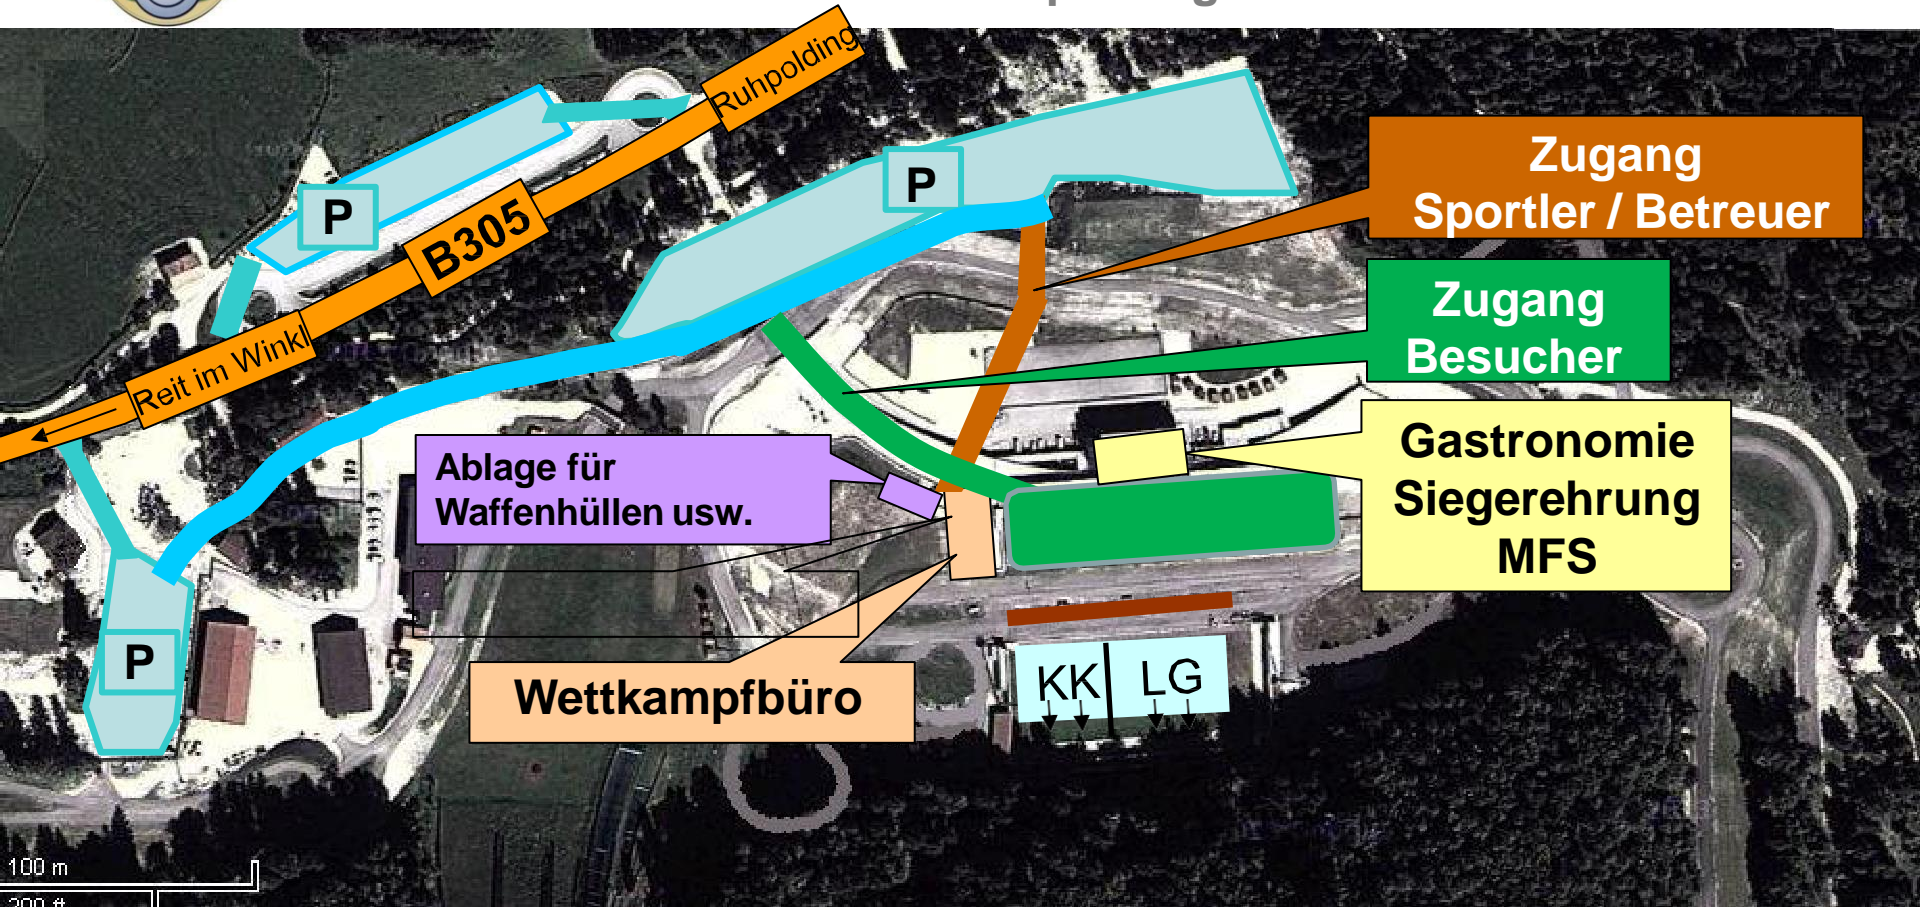 Ruhpolding
P
P
B305
Reit im Winkl
Zugang
Sportler / Betreuer
Zugang
Besucher
Ablage für
Waffenhüllen usw.
Gastronomie
Siegerehrung
MFS
P
Wettkampfbüro
KK
LG
100 m